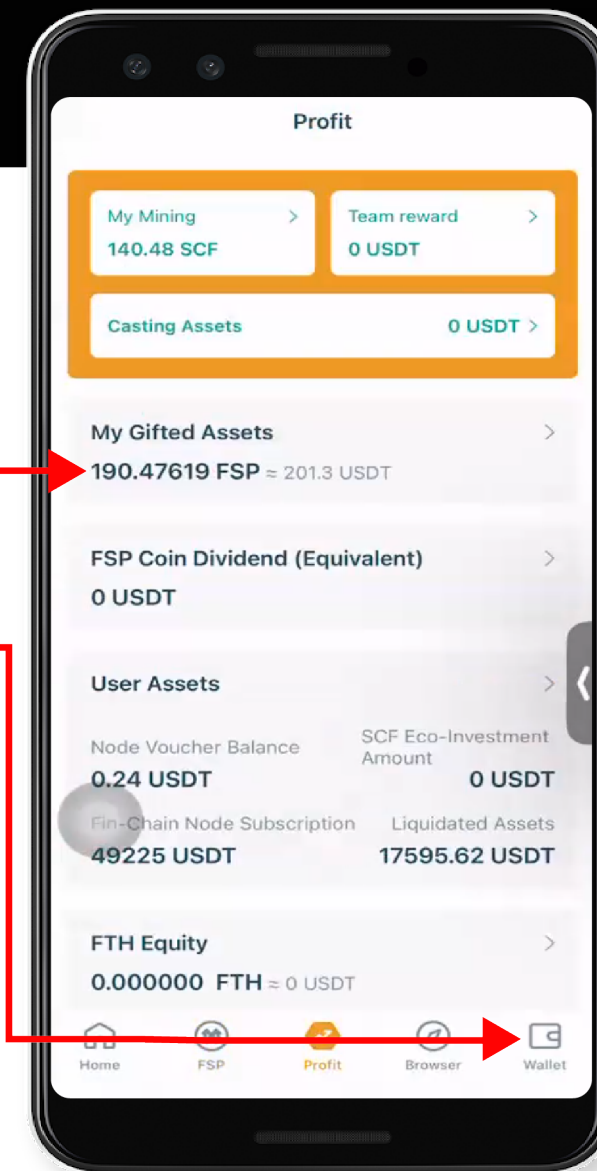 Profit
My Mining >
140.48 SCF
Team reward >
0 USDT
Casting Assets 0 USDT >
My Gifted Assets >
190.47619 FSP ≈ 201.3 USDT
FSP Coin Dividend (Equivalent) >
0 USDT
User Assets >
Node Voucher Balance
0.24 USDT
SCF Eco-Investment
Amount
0 USDT
Fin-Chain Node Subscription
49225 USDT
Liquidated Assets
17595.62 USDT
FTH Equity >
0.000000 FTH ≈ 0 USDT
Home FSP Profit Browser Wallet